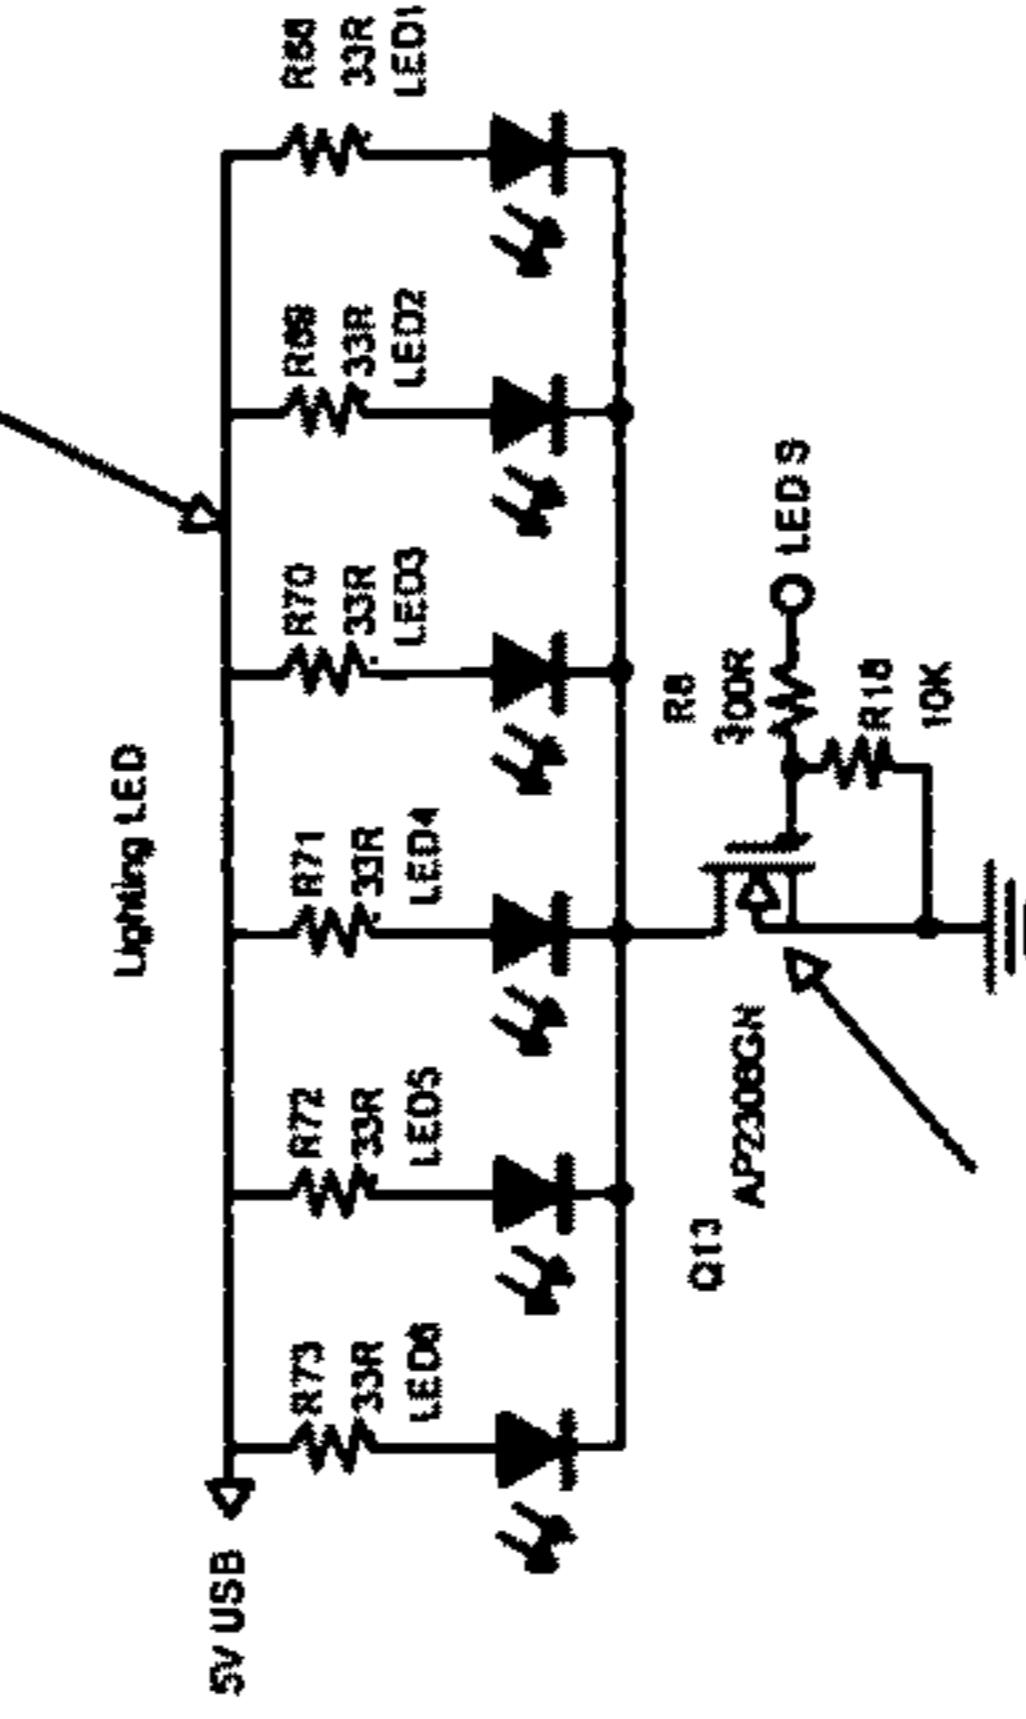 Lighting LED
5V USB
R73
33R
LED6
R72
33R
LED5
R71
33R
LED4
R70
33R
LED3
R69
33R
LED2
R68
33R
LED1
Q13
AP2308GN
R8
300R
R18
10K
LED S